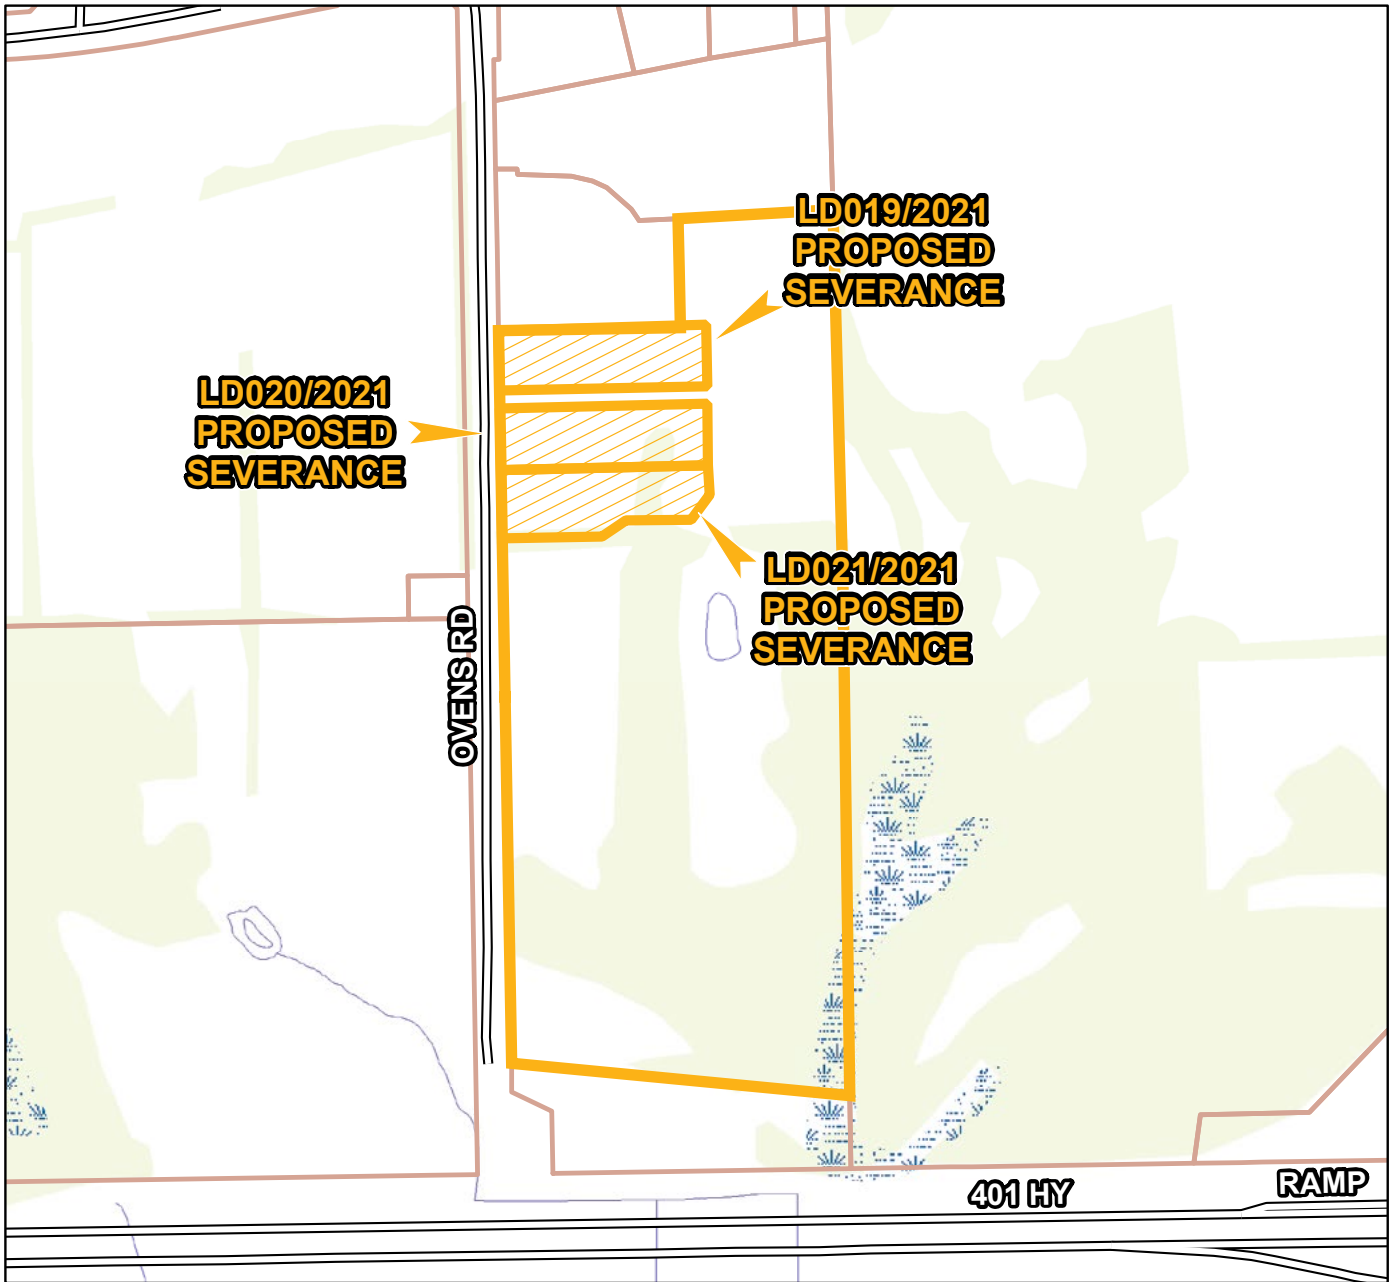 LD019/2021
PROPOSED
SEVERANCE
LD020/2021
PROPOSED
SEVERANCE
LD021/2021
PROPOSED
SEVERANCE
OVENS RD
401 HY
RAMP